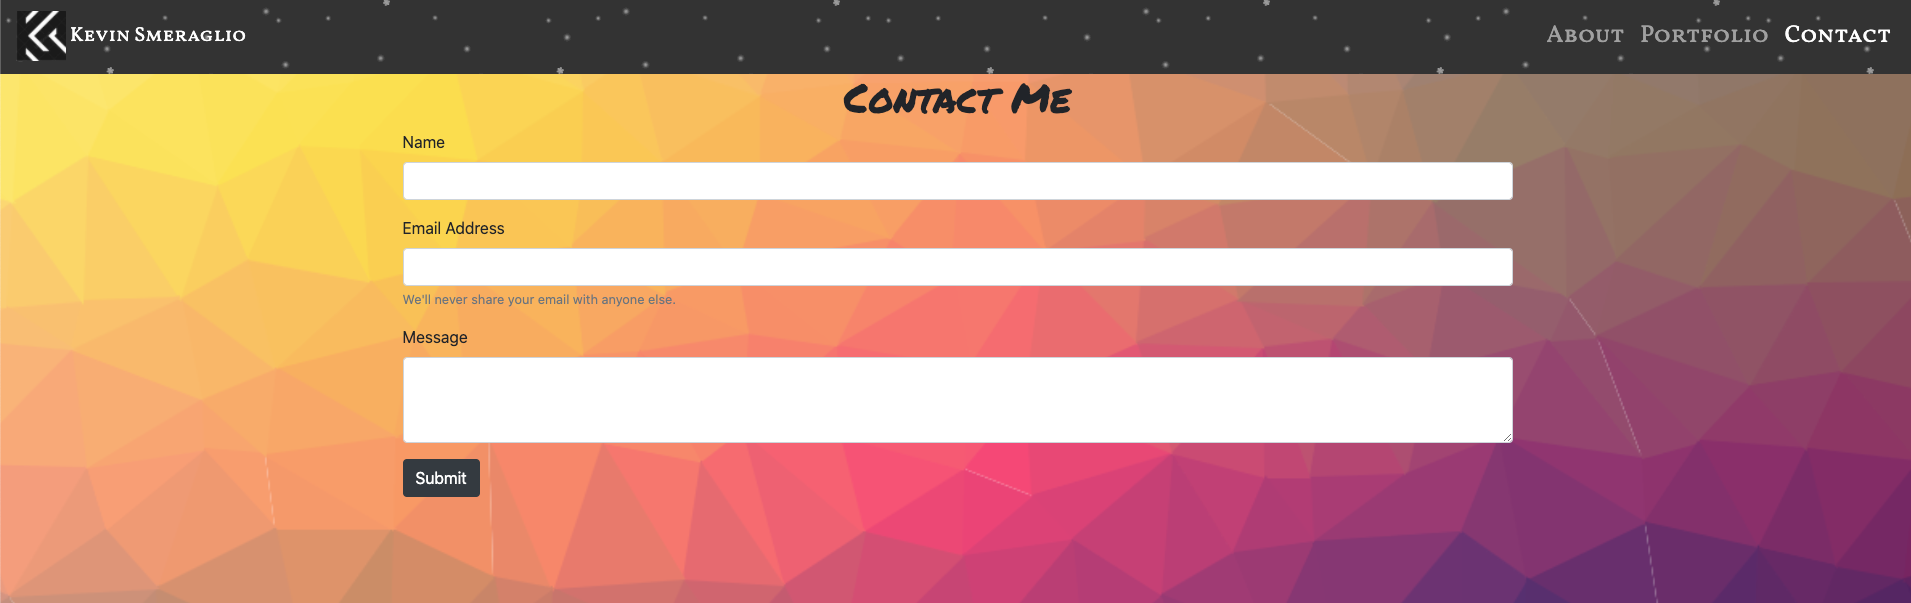 Kevin Smeraglio
About Portfolio Contact
Contact Me
Name
Email Address
We'll never share your email with anyone else.
Message
Submit